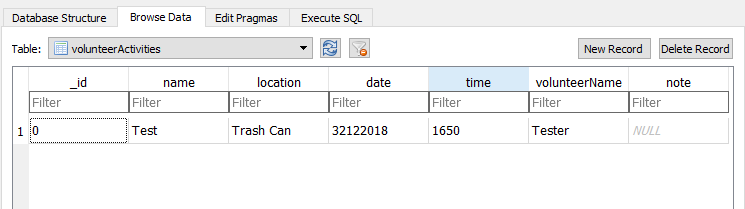 Database Structure Browse Data Edit Pragmas Execute SQL
Table: volunteerActivities New Record Delete Record
_id name location date time volunteerName note
Filter Filter Filter Filter Filter Filter Filter
1 0 Test Trash Can 32122018 1650 Tester NULL